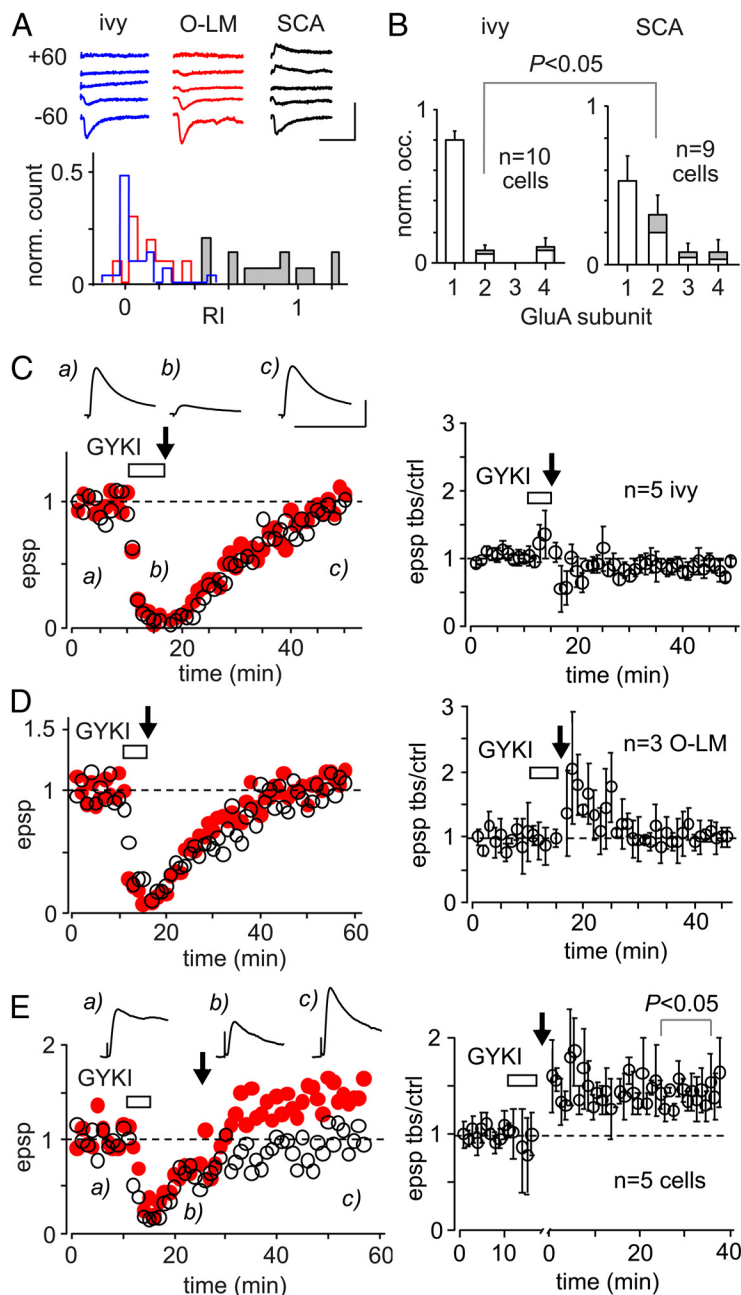 A
ivy O-LM SCA
+60
-60
norm. count
0.5
0 1
RI
B
ivy SCA
P<0.05
norm. occ.
1
0
n=10
cells
1 2 3 4
1
0
n=9
cells
1 2 3 4
GluA subunit
C
a) b) c)
GYKI
epsp
1
0
a) b) c)
0 20 40
time (min)
epsp tbs/ctrl
3
2
1
0
GYKI
n=5 ivy
0 20 40
time (min)
D
epsp
1.5
1
0
GYKI
0 20 40 60
time (min)
epsp tbs/ctrl
3
2
1
0
GYKI
n=3 O-LM
0 20 40
time (min)
E
a) b) c)
GYKI
epsp
2
1
0
a) b) c)
0 20 40 60
time (min)
epsp tbs/ctrl
2
1
0
GYKI
P<0.05
n=5 cells
0 10 0 20 40
time (min)